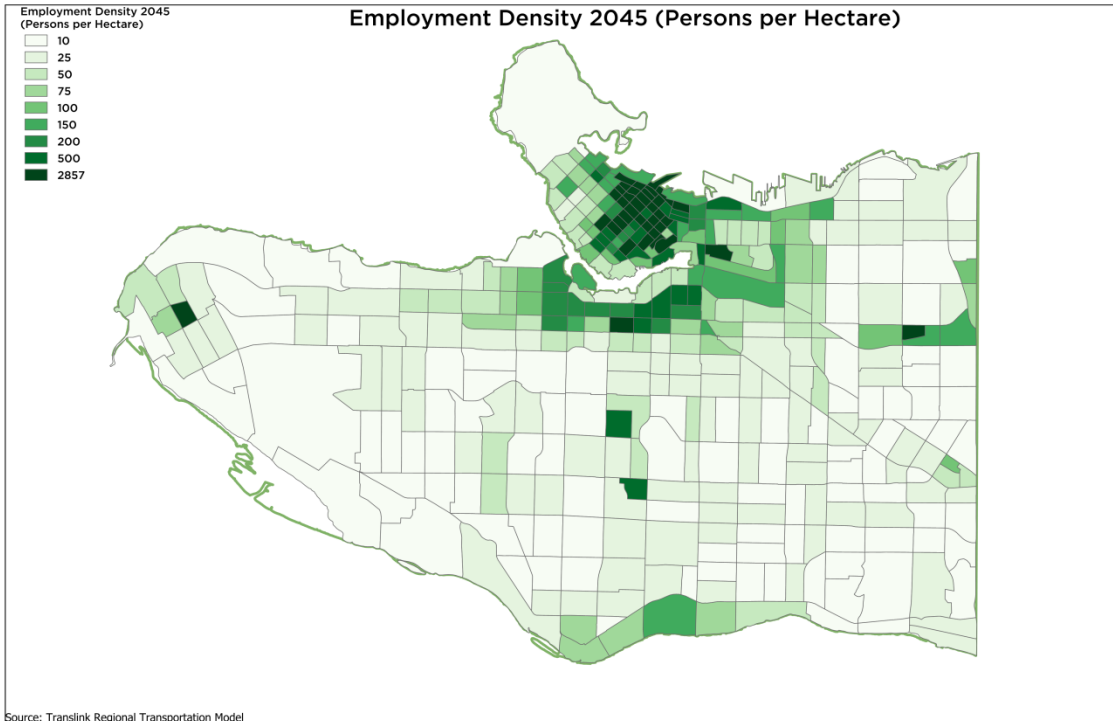 Employment Density 2045 (Persons per Hectare)
Employment Density 2045
(Persons per Hectare)
10
25
50
75
100
150
200
500
2857
Source: Translink Regional Transportation Model